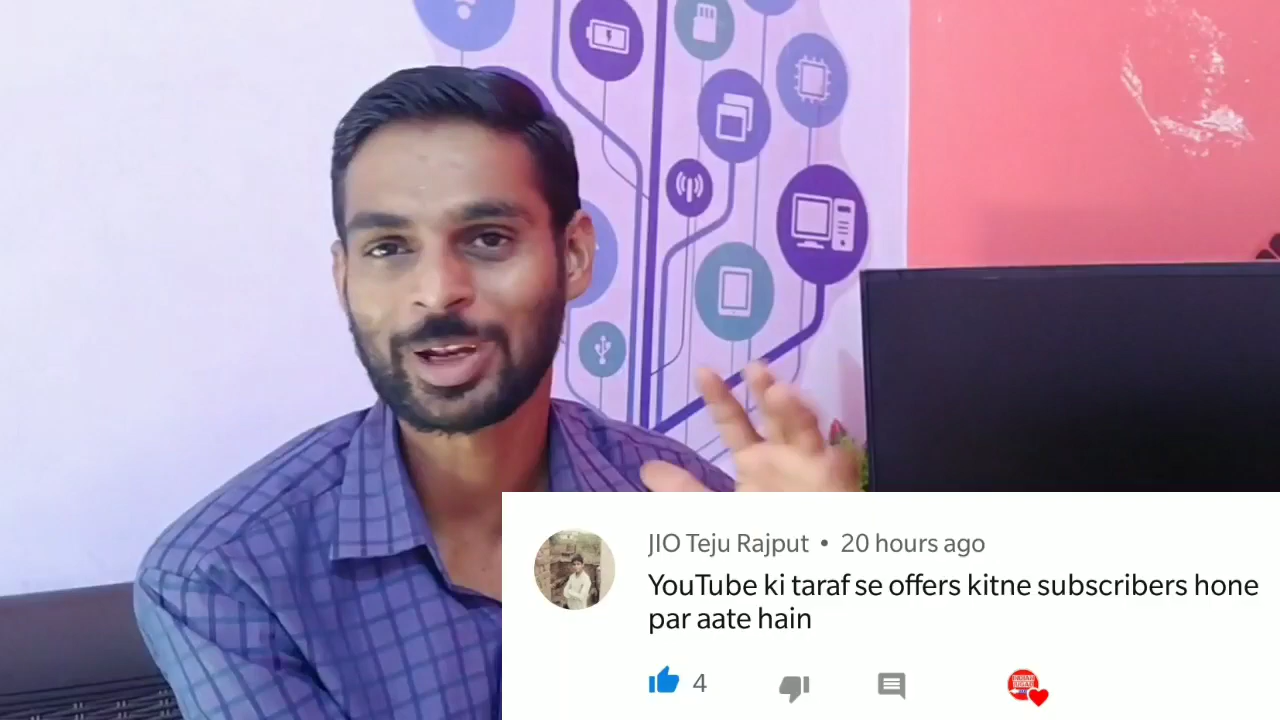 JIO Teju Rajput • 20 hours ago
YouTube ki taraf se offers kitne subscribers hone
par aate hain
4